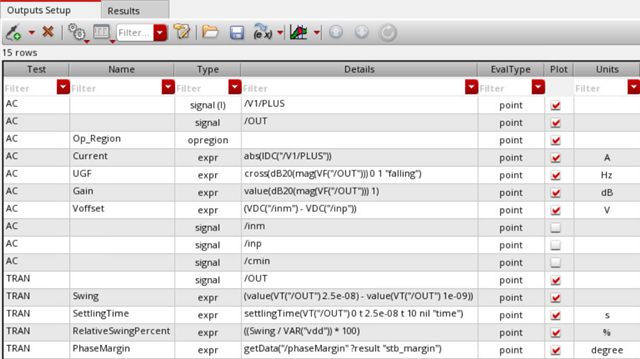 Outputs Setup Results
Filter...
(e x)
15 rows
Test Name Type Details EvalType Plot Units
Filter Filter Filter Filter Filter Filter
AC signal (I) /V1/PLUS point
AC signal /OUT point
AC Op_Region opregion point
AC Current expr abs(IDC("/V1/PLUS")) point A
AC UGF expr cross(dB20(mag(VF("/OUT"))) 0 1 "falling") point Hz
AC Gain expr value(dB20(mag(VF("/OUT"))) 1) point dB
AC Voffset expr (VDC("/inm") - VDC("/inp")) point V
AC signal /inm point
AC signal /inp point
AC signal /cmin point
TRAN signal /OUT point
TRAN Swing expr (value(VT("/OUT") 2.5e-08) - value(VT("/OUT") 1e-09)) point
TRAN SettlingTime expr settlingTime(VT("/OUT") 0 t 2.5e-08 t 10 nil "time") point s
TRAN RelativeSwingPercent expr ((Swing / VAR("vdd")) * 100) point %
TRAN PhaseMargin expr getData("/phaseMargin" ?result "stb_margin") point degree